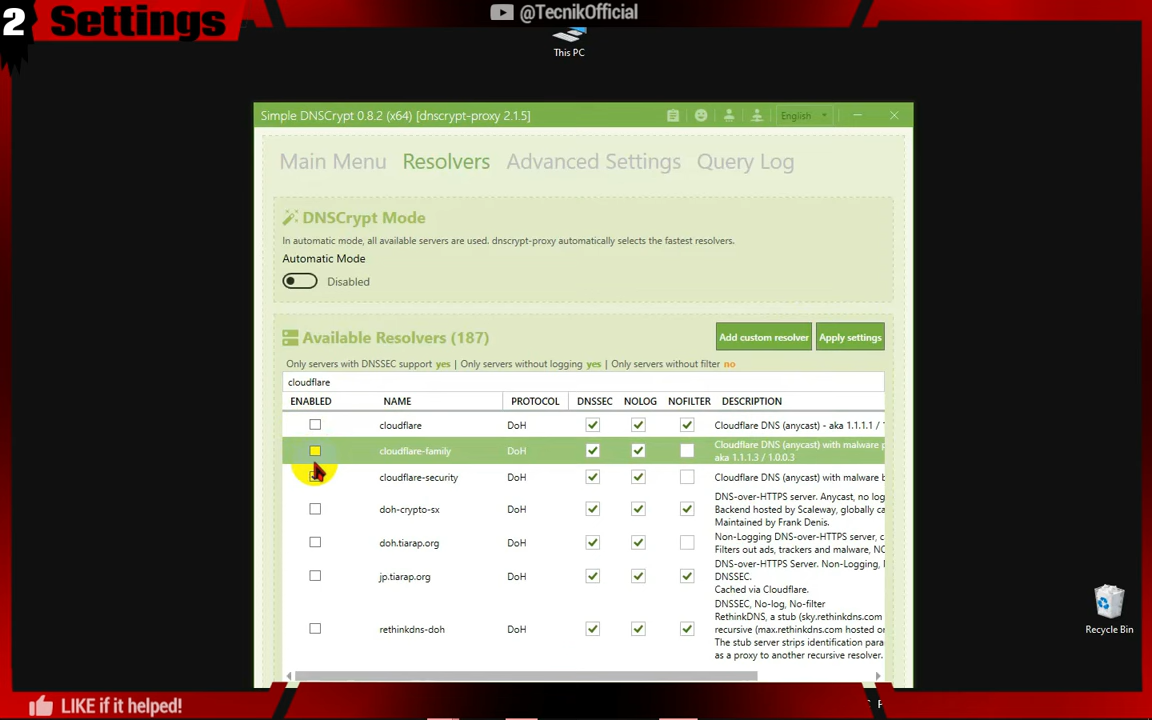 2 Settings
@TecnikOfficial
This PC
Simple DNSCrypt 0.8.2 (x64) [dnscrypt-proxy 2.1.5]
English
Main Menu Resolvers Advanced Settings Query Log
DNSCrypt Mode
In automatic mode, all available servers are used. dnscrypt-proxy automatically selects the fastest resolvers.
Automatic Mode
Disabled
Available Resolvers (187)
Add custom resolver Apply settings
Only servers with DNSSEC support yes | Only servers without logging yes | Only servers without filter no
cloudflare
ENABLED NAME PROTOCOL DNSSEC NOLOG NOFILTER DESCRIPTION
cloudflare DoH Cloudflare DNS (anycast) - aka 1.1.1.1 /
cloudflare-family DoH Cloudflare DNS (anycast) with malware p
aka 1.1.1.3 / 1.0.0.3
cloudflare-security DoH Cloudflare DNS (anycast) with malware b
doh-crypto-sx DoH DNS-over-HTTPS server. Anycast, no log
Backend hosted by Scaleway, globally ca
Maintained by Frank Denis.
doh.tiarap.org DoH Non-Logging DNS-over-HTTPS server, c
Filters out ads, trackers and malware, NO
jp.tiarap.org DoH DNS-over-HTTPS Server. Non-Logging,
DNSSEC.
Cached via Cloudflare.
rethinkdns-doh DoH DNSSEC, No-log, No-filter
RethinkDNS, a stub (sky.rethinkdns.com
recursive (max.rethinkdns.com hosted or
The stub server strips identification para
as a proxy to another recursive resolver.
Recycle Bin
LIKE if it helped!